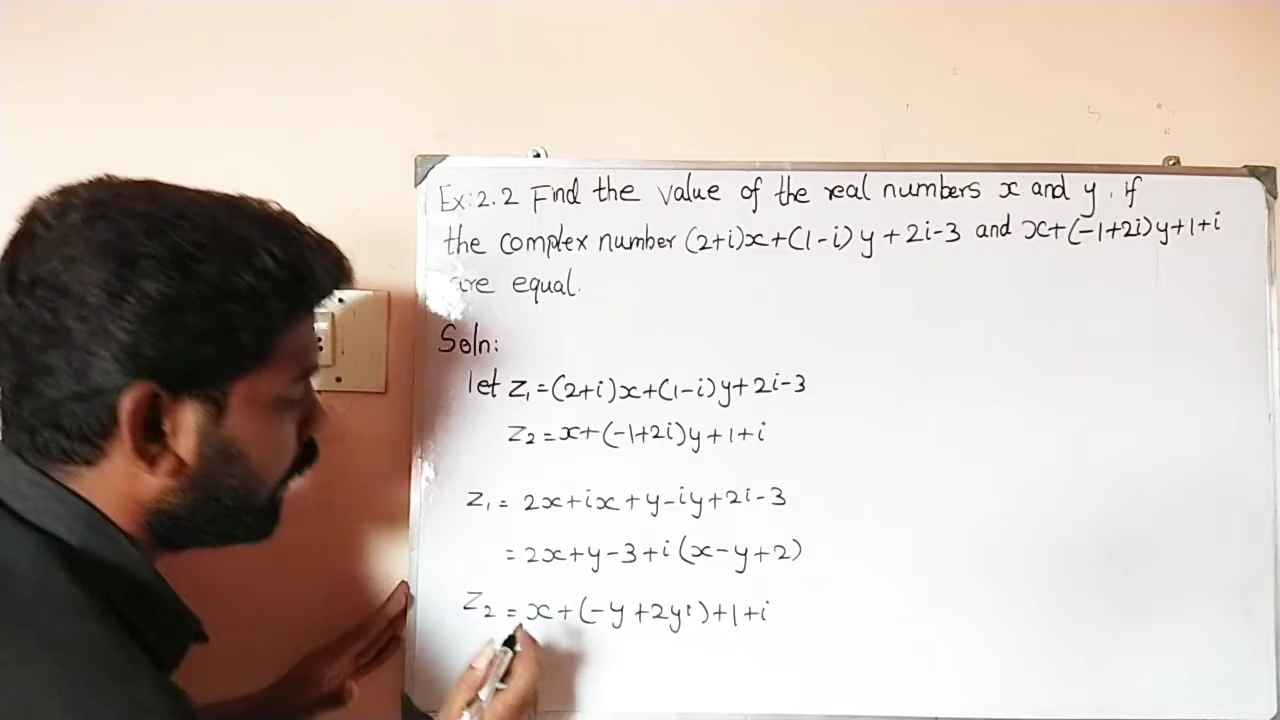 Ex: 2.2 Find the value of the real numbers x and y, if
the complex number (2+i)x+(1-i)y+2i-3 and x+(-1+2i)y+1+i
are equal.
Soln:
let z₁=(2+i)x+(1-i)y+2i-3
z₂=x+(-1+2i)y+1+i
z₁= 2x+ix+y-iy+2i-3
= 2x+y-3+i(x-y+2)
z₂=x+(-y+2yi)+1+i